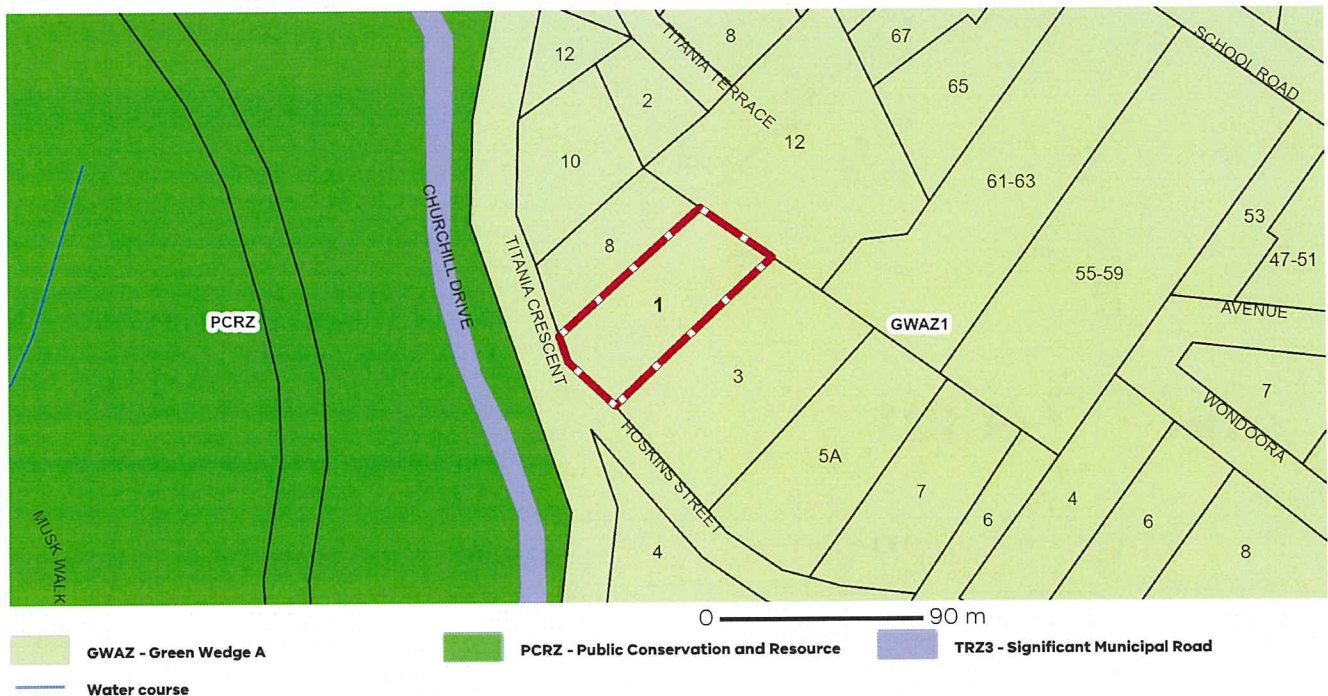 8
67
SCHOOL ROAD
12
TITANIA TERRACE
65
2
12
10
61-63
53
CHURCHILL DRIVE
8
TITANIA CRESCENT
47-51
55-59
AVENUE
PCRZ
1
GWAZ1
3
7
WONDOORA
HOSKINS STREET
5A
7
6
4
6
8
MUSK WALK
4
0 90 m
GWAZ - Green Wedge A
PCRZ - Public Conservation and Resource
TRZ3 - Significant Municipal Road
Water course